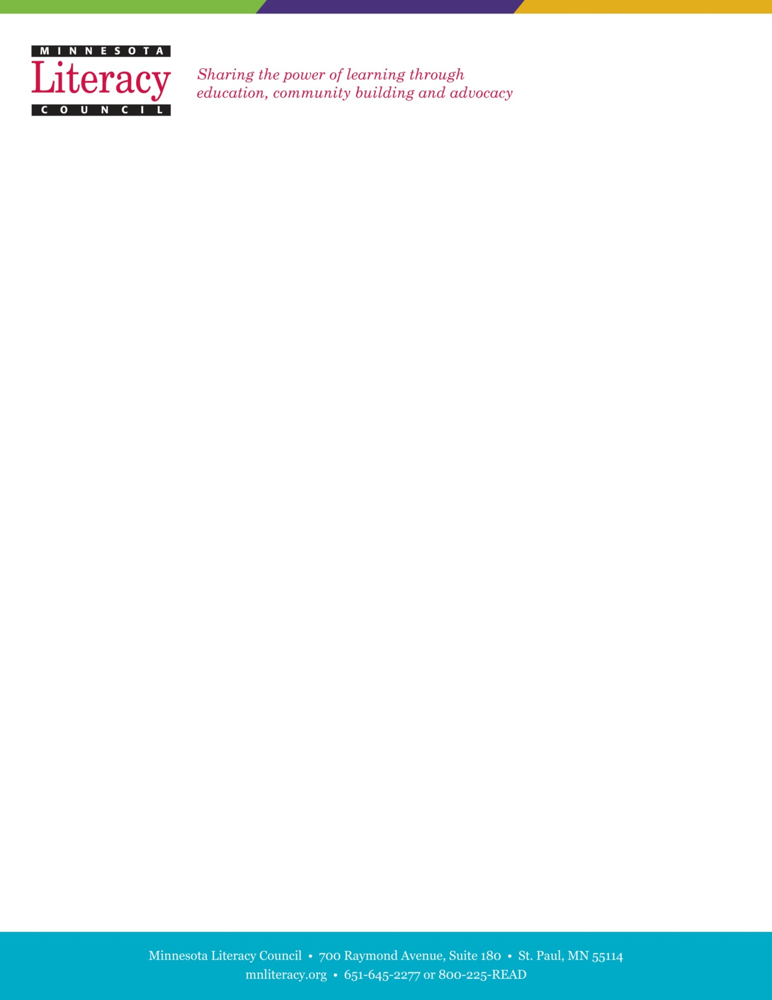 MINNESOTA
Literacy
COUNCIL
Sharing the power of learning through
education, community building and advocacy
Minnesota Literacy Council • 700 Raymond Avenue, Suite 180 • St. Paul, MN 55114
mnliteracy.org • 651-645-2277 or 800-225-READ